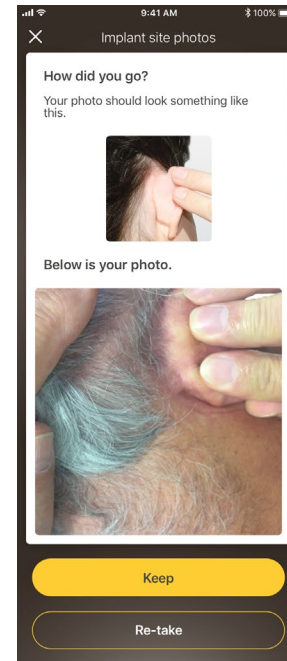 9:41 AM
100%
Implant site photos
How did you go?
Your photo should look something like
this.
Below is your photo.
Keep
Re-take